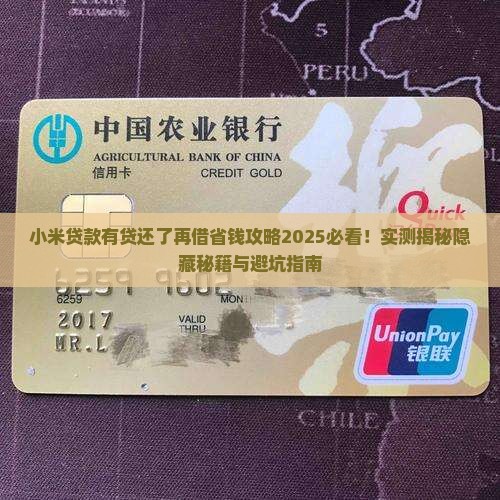 PERU
中国农业银行
AGRICULTURAL BANK OF CHINA
信用卡 CREDIT GOLD
Quick
小米贷款有贷还了再借省钱攻略2025必看！实测揭秘隐
藏秘籍与避坑指南
6259
MON
2017
VALID
THRU
MR.L
UnionPay
银联
CHILE